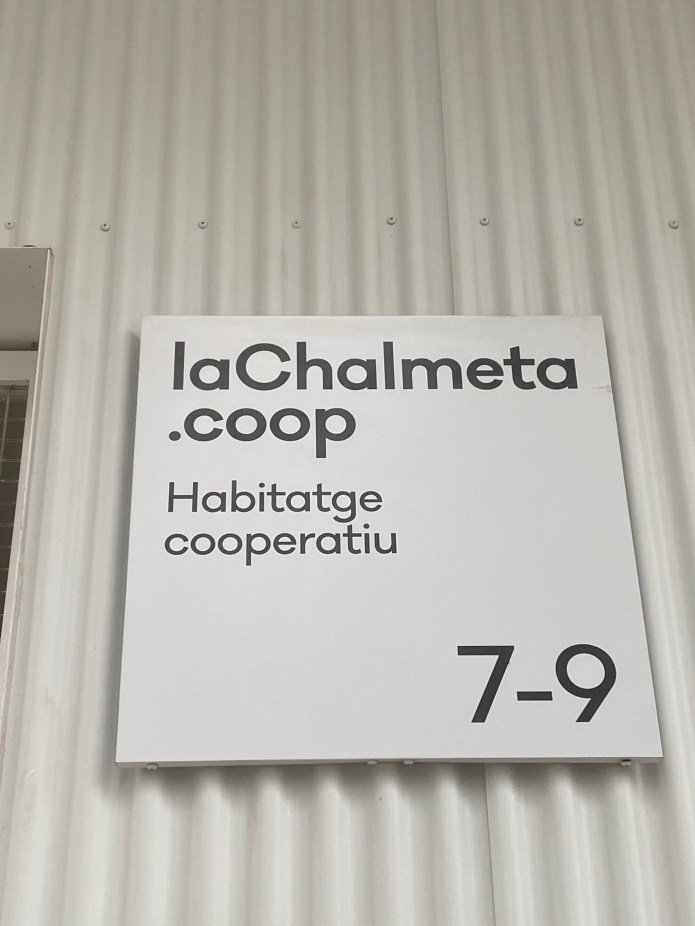 laChalmeta
.coop
Habitatge
cooperatiu
7-9